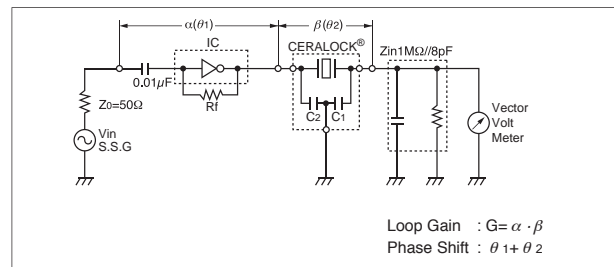 α(θ1) β(θ2)
IC
CERALOCK®
Zin1MΩ//8pF
0.01μF
Rf
Z0=50Ω
C2 C1
Vector
Volt
Meter
Vin
S.S.G
Loop Gain : G= α · β
Phase Shift : θ 1+ θ 2